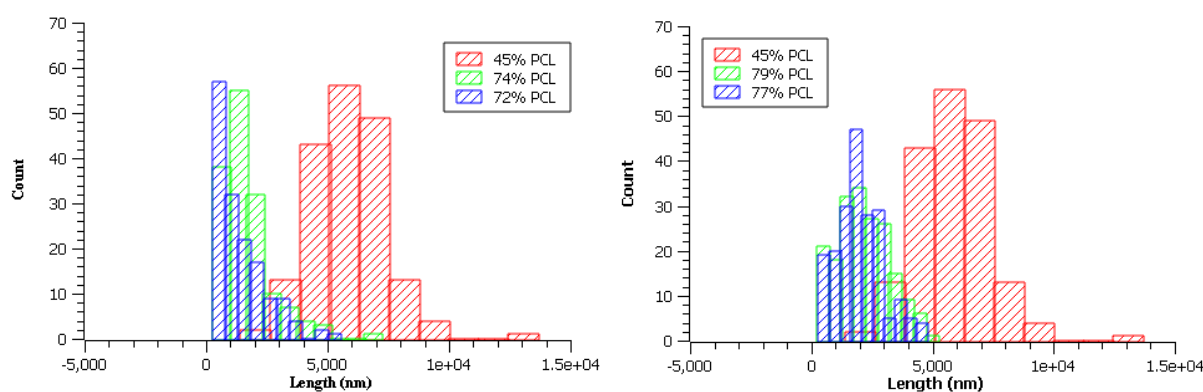 70
60
50
40
30
20
10
0
Count
45% PCL
74% PCL
72% PCL
-5,000 0 5,000 1e+04 1.5e+04
Length (nm)
70
60
50
40
30
20
10
0
Count
45% PCL
79% PCL
77% PCL
-5,000 0 5,000 1e+04 1.5e+04
Length (nm)